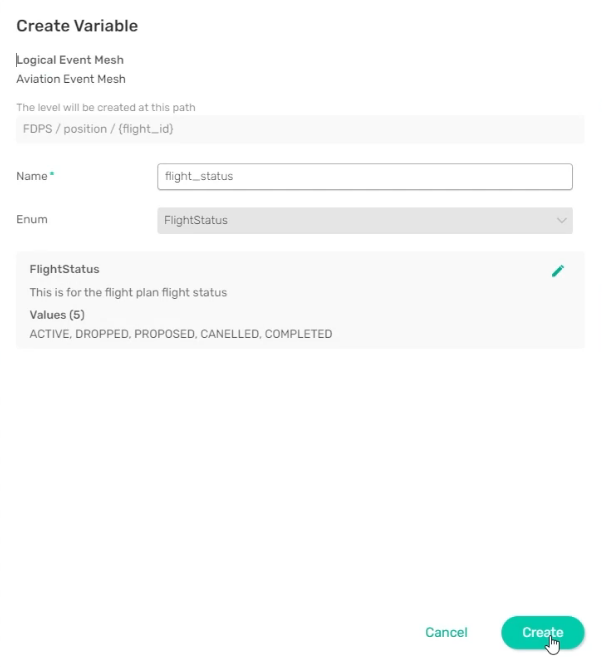 Create Variable
Logical Event Mesh
Aviation Event Mesh
The level will be created at this path
FDPS / position / {flight_id}
Name *
flight_status
Enum
FlightStatus
FlightStatus
This is for the flight plan flight status
Values (5)
ACTIVE, DROPPED, PROPOSED, CANELLED, COMPLETED
Cancel
Create